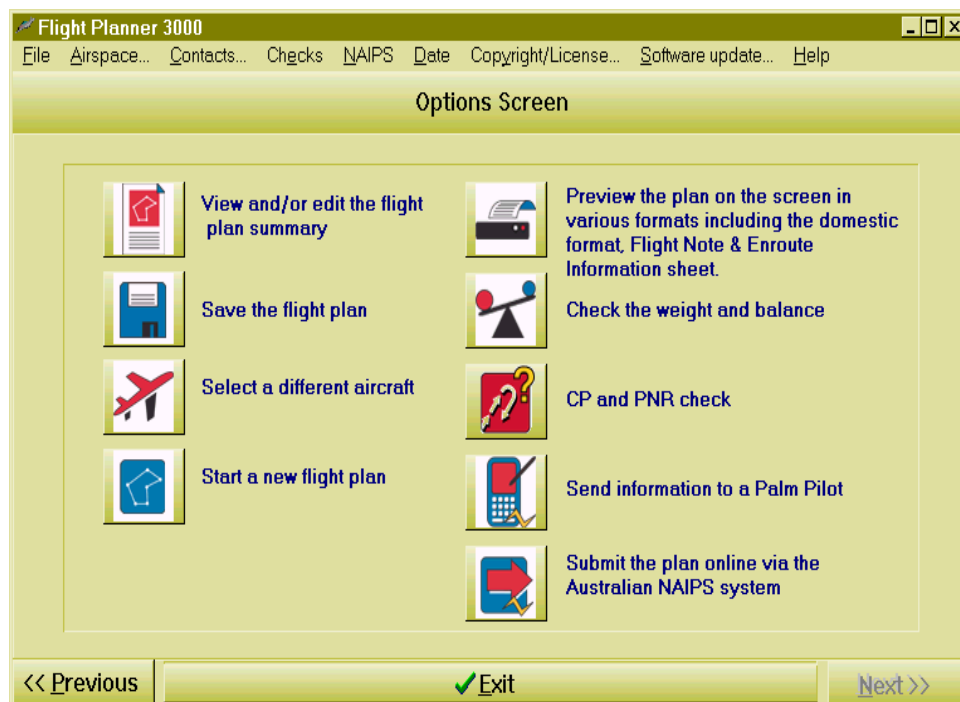 Flight Planner 3000
File Airspace... Contacts... Checks NAIPS Date Copyright/License... Software update... Help
Options Screen
View and/or edit the flight
plan summary
Save the flight plan
Select a different aircraft
Start a new flight plan
Preview the plan on the screen in
various formats including the domestic
format, Flight Note & Enroute
Information sheet.
Check the weight and balance
CP and PNR check
Send information to a Palm Pilot
Submit the plan online via the
Australian NAIPS system
<< Previous
Exit
Next >>